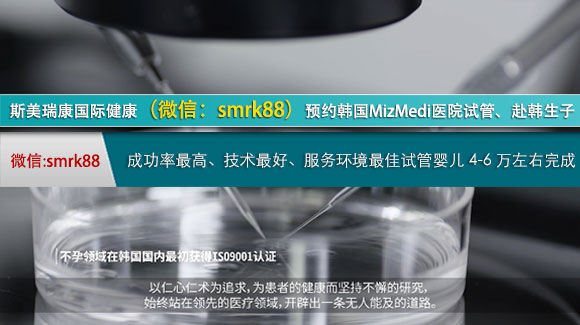 斯美瑞康国际健康（微信：smrk88）预约韩国MizMedi医院试管、赴韩生子
微信:smrk88 成功率最高、技术最好、服务环境最佳试管婴儿 4-6 万左右完成
不孕领域在韩国国内最初获得ISO9001认证
以仁心仁术为追求,为患者的健康而坚持不懈的研究,
始终站在领先的医疗领域,开辟出一条无人能及的道路。